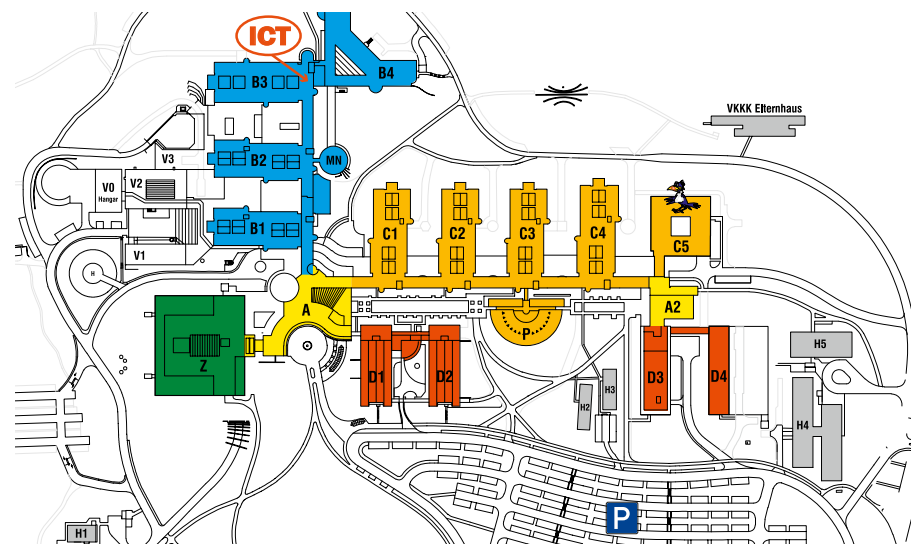 ICT
B3
B4
VKKK Elternhaus
V3
B2
MN
V0
Hangar
V2
B1
C1
C2
C3
C4
C5
V1
H
A
A2
P
Z
D1
D2
D3
D4
H5
H3
H2
H4
P
H1